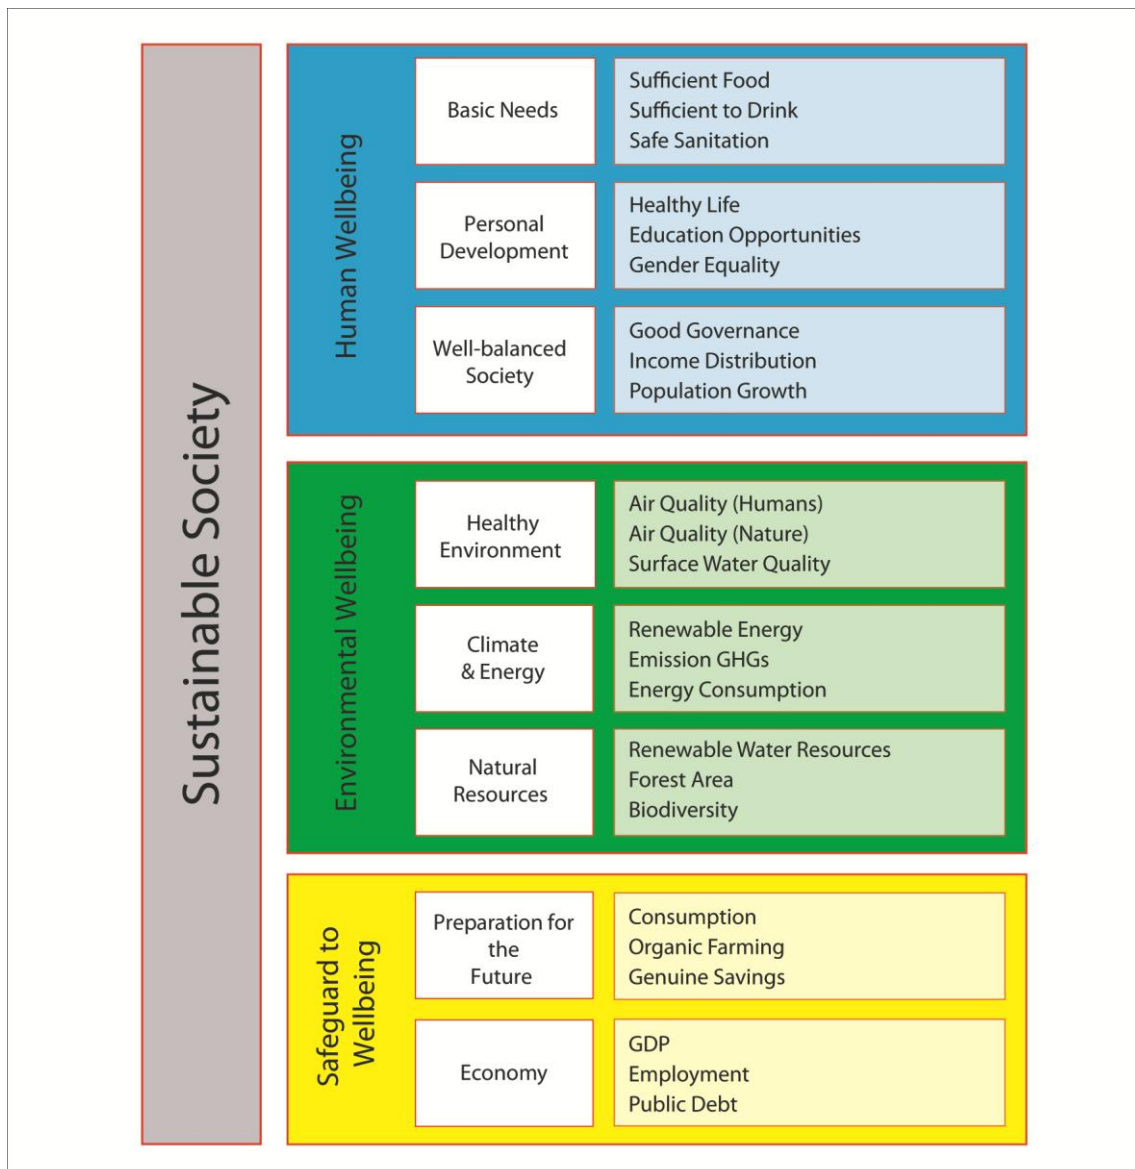 Sustainable Society
Human Wellbeing
Basic Needs
Sufficient Food
Sufficient to Drink
Safe Sanitation
Personal
Development
Healthy Life
Education Opportunities
Gender Equality
Well-balanced
Society
Good Governance
Income Distribution
Population Growth
Environmental Wellbeing
Healthy
Environment
Air Quality (Humans)
Air Quality (Nature)
Surface Water Quality
Climate
& Energy
Renewable Energy
Emission GHGs
Energy Consumption
Natural
Resources
Renewable Water Resources
Forest Area
Biodiversity
Safeguard to
Wellbeing
Preparation for
the
Future
Consumption
Organic Farming
Genuine Savings
Economy
GDP
Employment
Public Debt